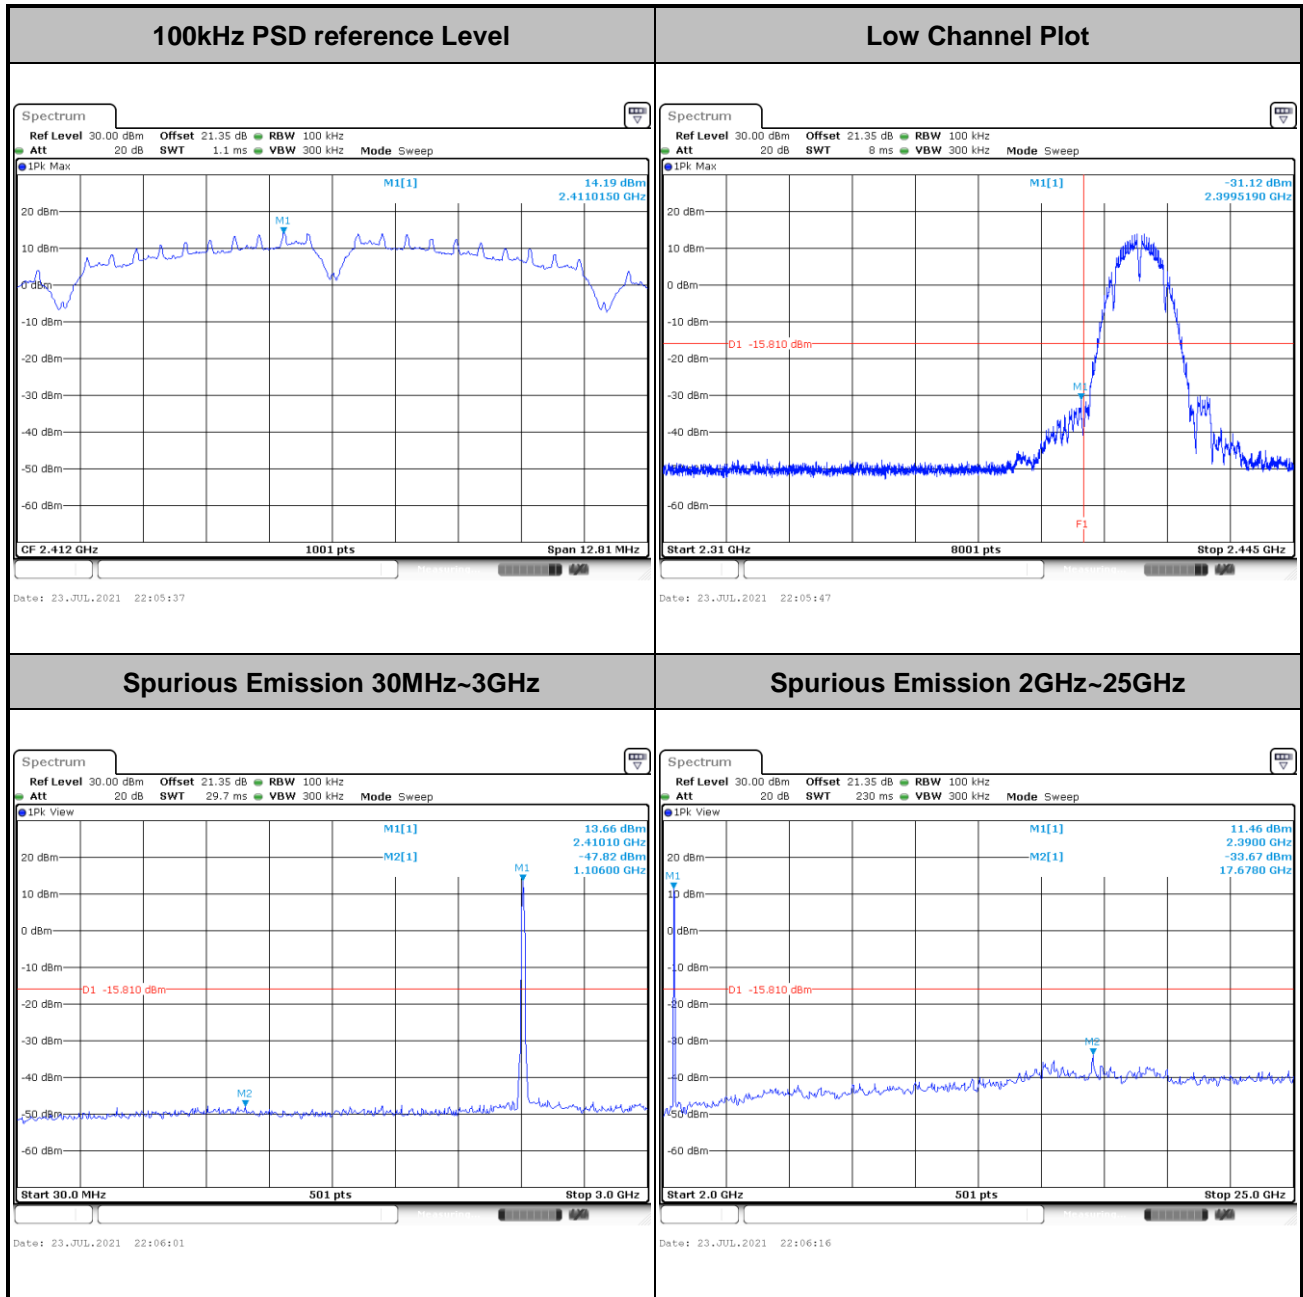 100kHz PSD reference Level
Spectrum
Ref Level 30.00 dBm Offset 21.35 dB RBW 100 kHz
Att 20 dB SWT 1.1 ms VBW 300 kHz Mode Sweep
1Pk Max
M1[1] 14.19 dBm
2.4110150 GHz
M1
20 dBm
10 dBm
0 dBm
-10 dBm
-20 dBm
-30 dBm
-40 dBm
-50 dBm
-60 dBm
CF 2.412 GHz 1001 pts Span 12.81 MHz
Measuring
Date: 23.JUL.2021 22:05:37
Low Channel Plot
Spectrum
Ref Level 30.00 dBm Offset 21.35 dB RBW 100 kHz
Att 20 dB SWT 8 ms VBW 300 kHz Mode Sweep
1Pk Max
M1[1] -31.12 dBm
2.3995190 GHz
20 dBm
10 dBm
0 dBm
-10 dBm
D1 -15.810 dBm
-20 dBm
-30 dBm
M1
-40 dBm
-50 dBm
-60 dBm
F1
Start 2.31 GHz 8001 pts Stop 2.445 GHz
Measuring
Date: 23.JUL.2021 22:05:47
Spurious Emission 30MHz~3GHz
Spectrum
Ref Level 30.00 dBm Offset 21.35 dB RBW 100 kHz
Att 20 dB SWT 29.7 ms VBW 300 kHz Mode Sweep
1Pk View
M1[1] 13.66 dBm
2.41010 GHz
M2[1] -47.82 dBm
1.10600 GHz
M1
20 dBm
10 dBm
0 dBm
-10 dBm
D1 -15.810 dBm
-20 dBm
-30 dBm
-40 dBm
M2
-50 dBm
-60 dBm
Start 30.0 MHz 501 pts Stop 3.0 GHz
Measuring
Date: 23.JUL.2021 22:06:01
Spurious Emission 2GHz~25GHz
Spectrum
Ref Level 30.00 dBm Offset 21.35 dB RBW 100 kHz
Att 20 dB SWT 230 ms VBW 300 kHz Mode Sweep
1Pk View
M1[1] 11.46 dBm
2.3900 GHz
M2[1] -33.67 dBm
17.6780 GHz
20 dBm
M1
10 dBm
0 dBm
-10 dBm
D1 -15.810 dBm
-20 dBm
-30 dBm
M2
-40 dBm
-50 dBm
-60 dBm
Start 2.0 GHz 501 pts Stop 25.0 GHz
Measuring
Date: 23.JUL.2021 22:06:16